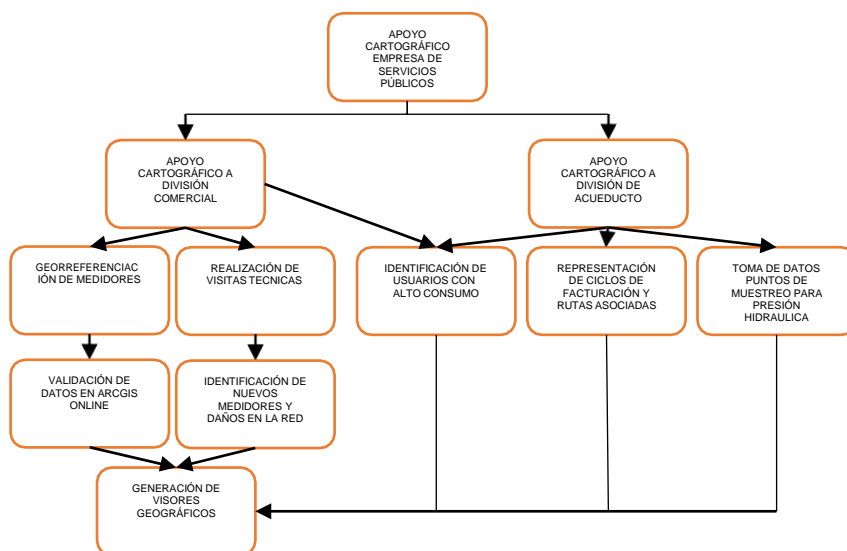 APOYO
CARTOGRÁFICO
EMPRESA DE
SERVICIOS
PÚBLICOS
APOYO
CARTOGRÁFICO A
DIVISIÓN
COMERCIAL
APOYO
CARTOGRÁFICO A
DIVISIÓN DE
ACUEDUCTO
GEORREFERENCIAC
IÓN DE MEDIDORES
REALIZACIÓN DE
VISITAS TECNICAS
IDENTIFICACIÓN DE
USUARIOS CON
ALTO CONSUMO
REPRESENTACIÓN
DE CICLOS DE
FACTURACIÓN Y
RUTAS ASOCIADAS
TOMA DE DATOS
PUNTOS DE
MUESTREO PARA
PRESIÓN
HIDRAULICA
VALIDACIÓN DE
DATOS EN ARCGIS
ONLINE
IDENTIFICACIÓN DE
NUEVOS
MEDIDORES Y
DAÑOS EN LA RED
GENERACIÓN DE
VISORES
GEOGRÁFICOS